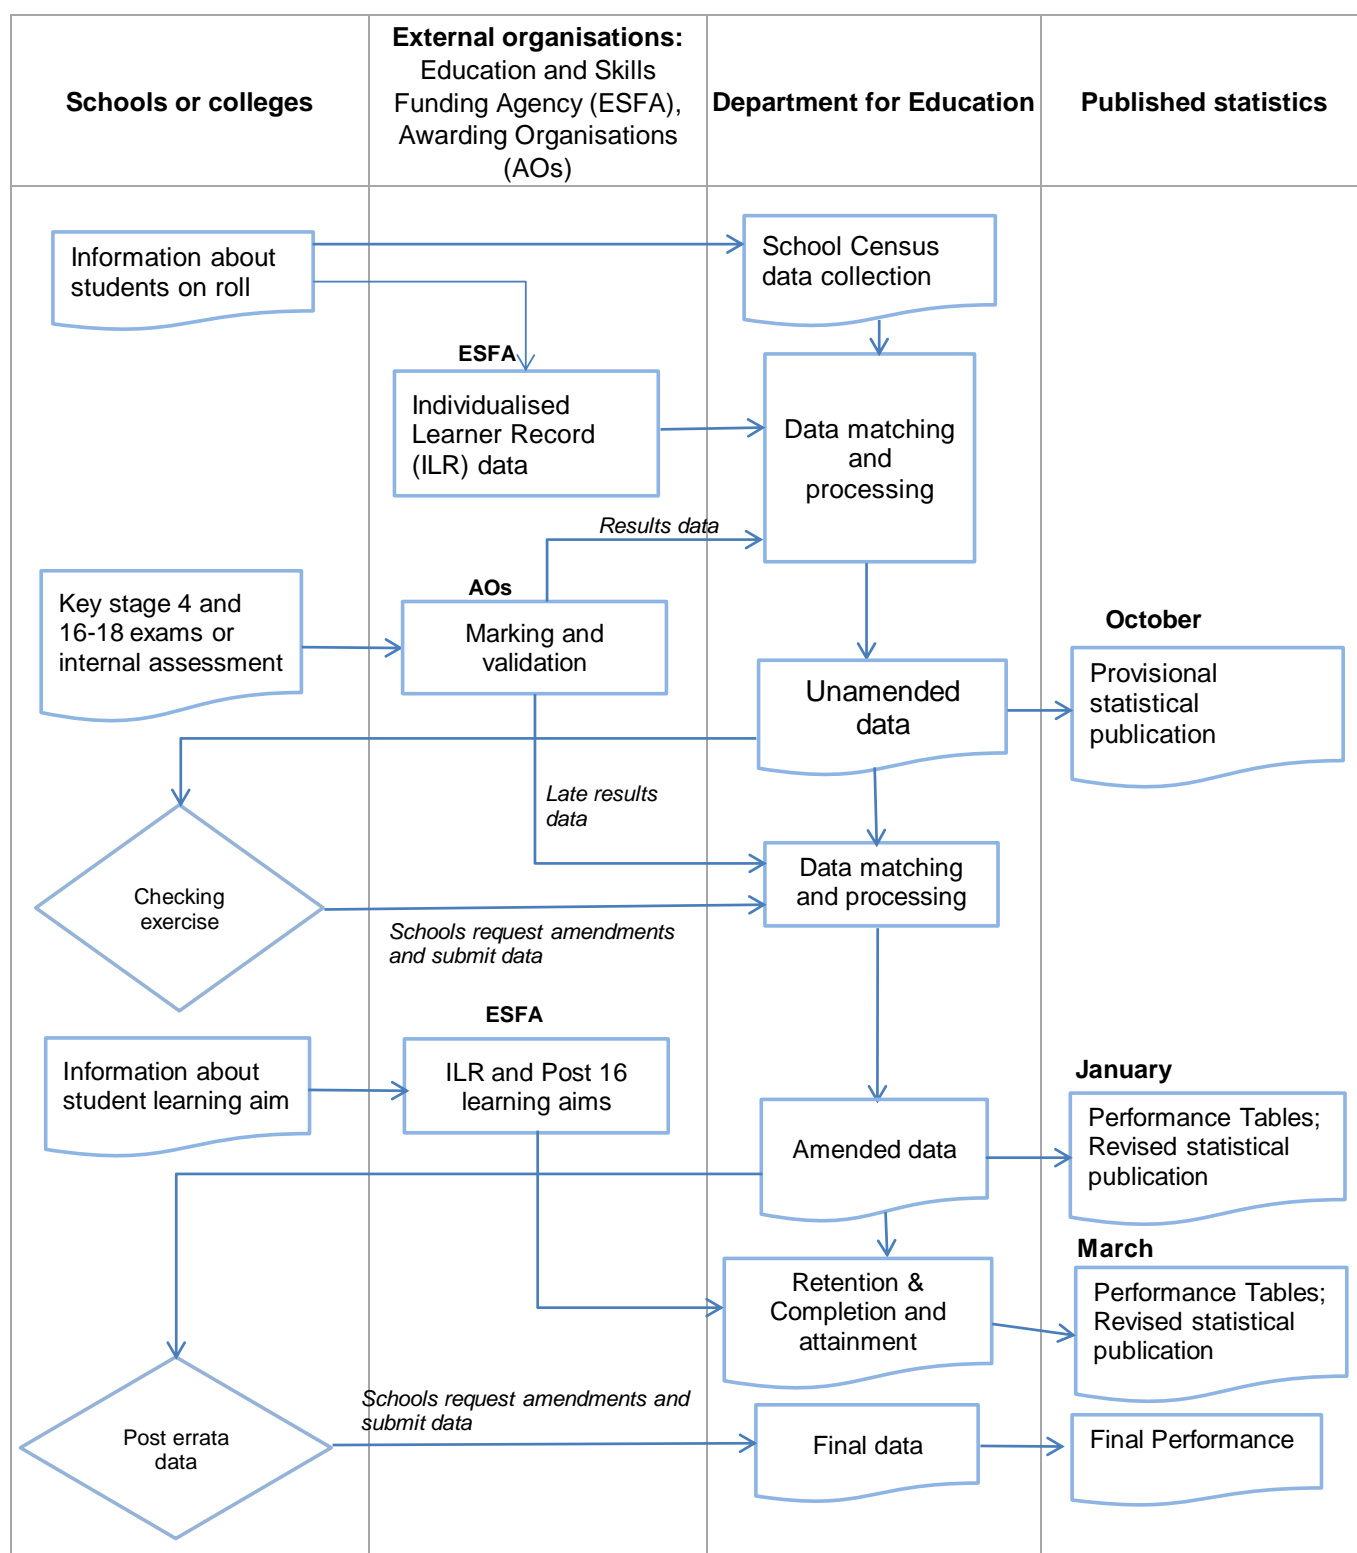 Schools or colleges
External organisations:
Education and Skills
Funding Agency (ESFA),
Awarding Organisations
(AOs)
Department for Education
Published statistics
Information about
students on roll
School Census
data collection
ESFA
Individualised
Learner Record
(ILR) data
Data matching
and
processing
Results data
Key stage 4 and
16-18 exams or
internal assessment
AOs
Marking and
validation
October
Unamended
data
Provisional
statistical
publication
Late results
data
Checking
exercise
Data matching
and processing
Schools request amendments
and submit data
ESFA
Information about
student learning aim
ILR and Post 16
learning aims
January
Amended data
Performance Tables;
Revised statistical
publication
March
Retention &
Completion and
attainment
Performance Tables;
Revised statistical
publication
Post errata
data
Schools request amendments and
submit data
Final data
Final Performance